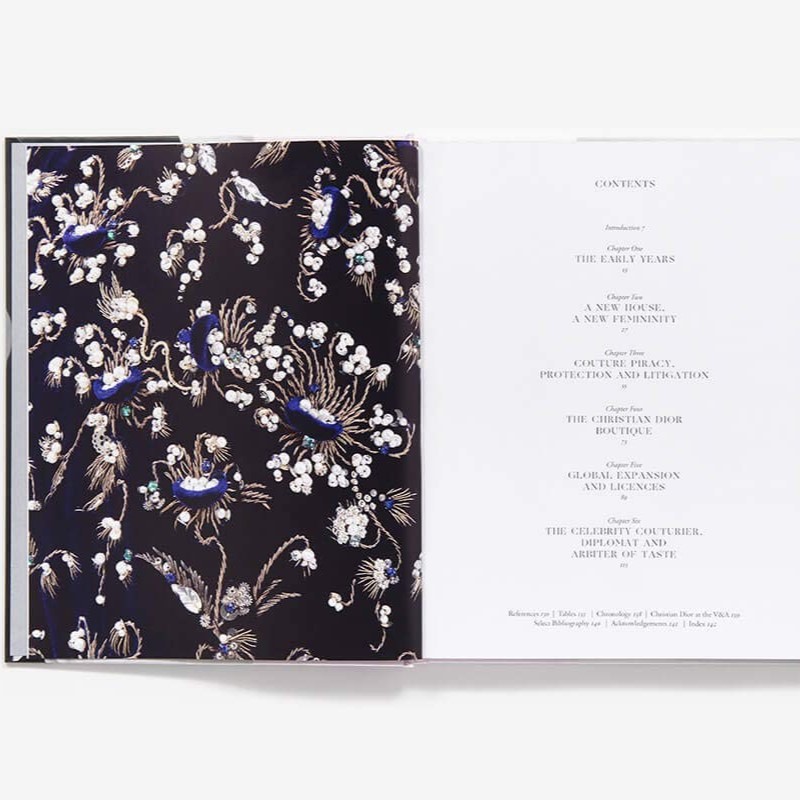 CONTENTS
Introduction 7
Chapter One
THE EARLY YEARS
Chapter Two
A NEW HOUSE,
A NEW FEMININITY
Chapter Three
COUTURE PIRACY,
PROTECTION AND LITIGATION
Chapter Four
THE CHRISTIAN DIOR
BOUTIQUE
Chapter Five
GLOBAL EXPANSION
AND LICENCES
Chapter Six
THE CELEBRITY COUTURIER,
DIPLOMAT AND
ARBITER OF TASTE
References | Tables | Chronology | Christian Dior at the V&A
Select Bibliography | Acknowledgements | Index